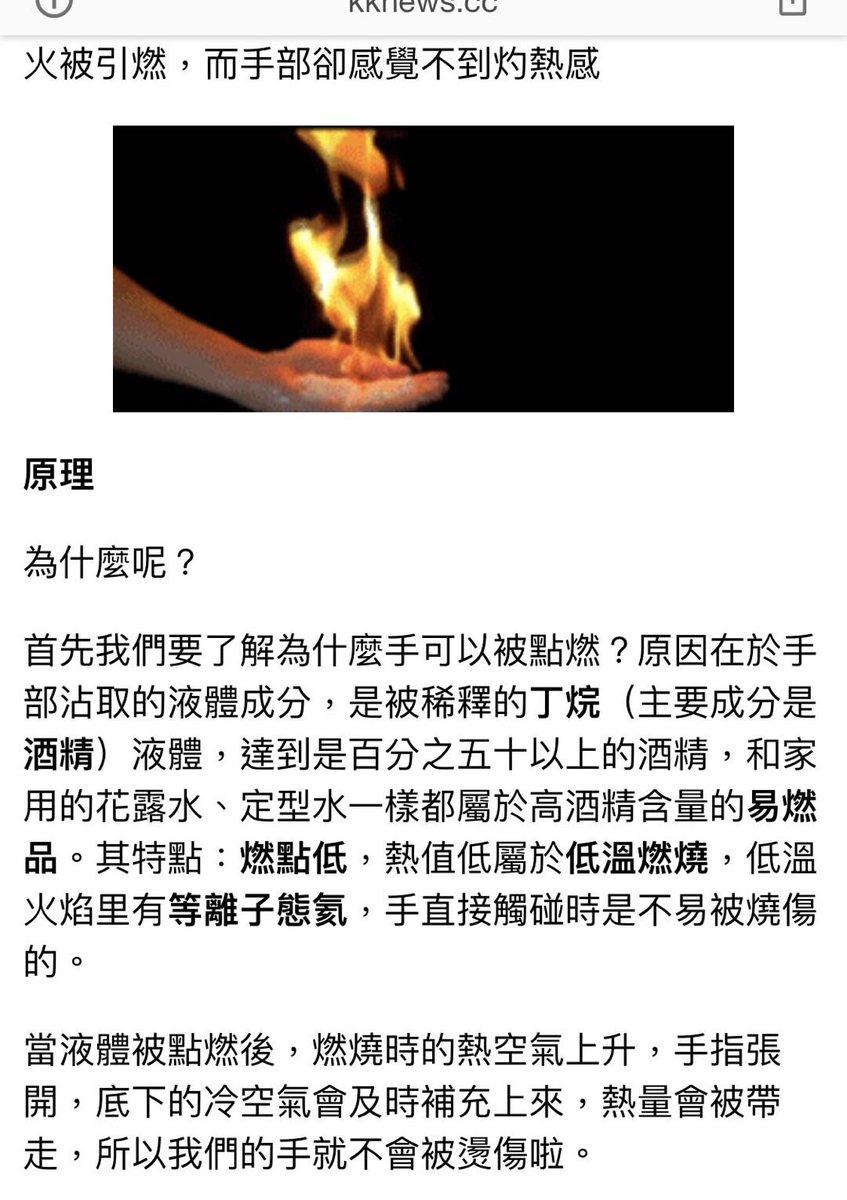 kknews.cc
火被引燃，而手部卻感覺不到灼熱感
原理
為什麼呢？
首先我們要了解為什麼手可以被點燃？原因在於手
部沾取的液體成分，是被稀釋的丁烷（主要成分是
酒精）液體，達到是百分之五十以上的酒精，和家
用的花露水、定型水一樣都屬於高酒精含量的易燃
品。其特點：燃點低，熱值低屬於低溫燃燒，低溫
火焰里有等離子態氦，手直接觸碰時是不易被燒傷
的。
當液體被點燃後，燃燒時的熱空氣上升，手指張
開，底下的冷空氣會及時補充上來，熱量會被帶
走，所以我們的手就不會被燙傷啦。